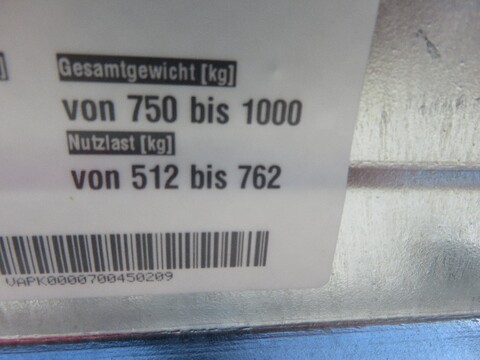 ]
Gesamtgewicht [kg]
von 750 bis 1000
Nutzlast [kg]
von 512 bis 762
VAPK0000700450209